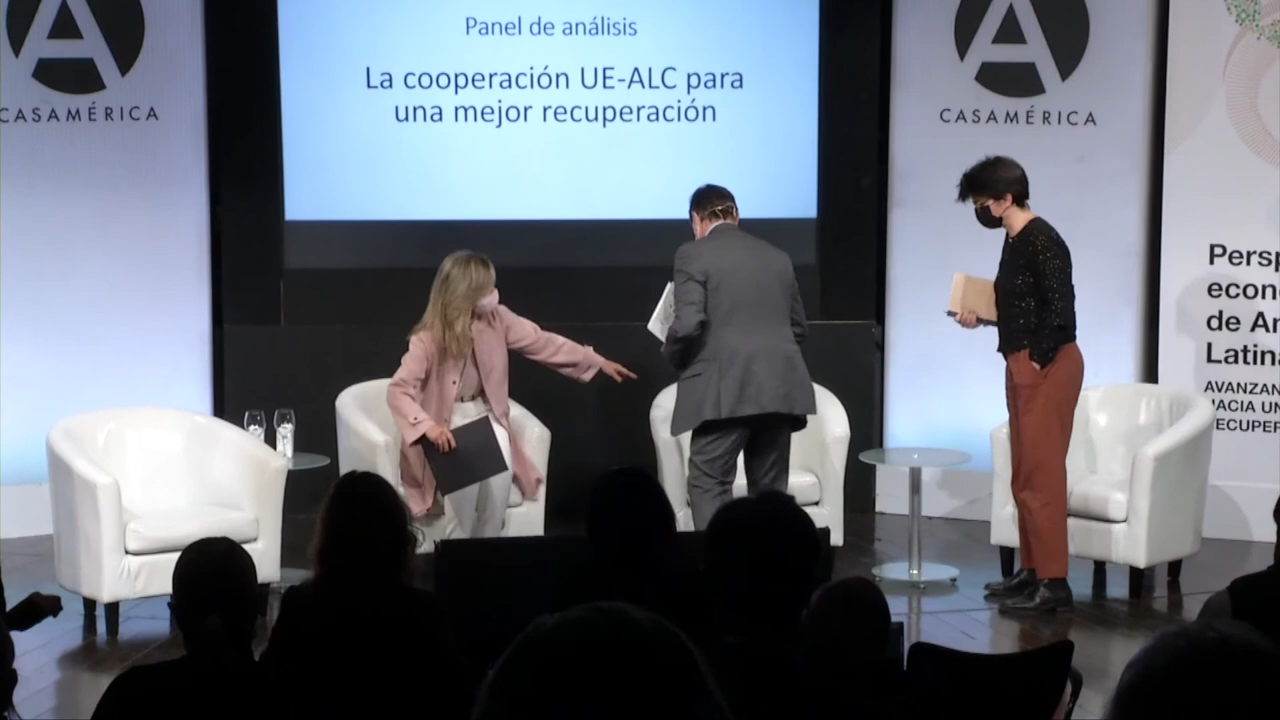 Panel de análisis
La cooperación UE-ALC para
una mejor recuperación
CASAMÉRICA
CASAMÉRICA
Persp
econ
de Am
Latina
AVANZAN
HACIA UN
RECUPER